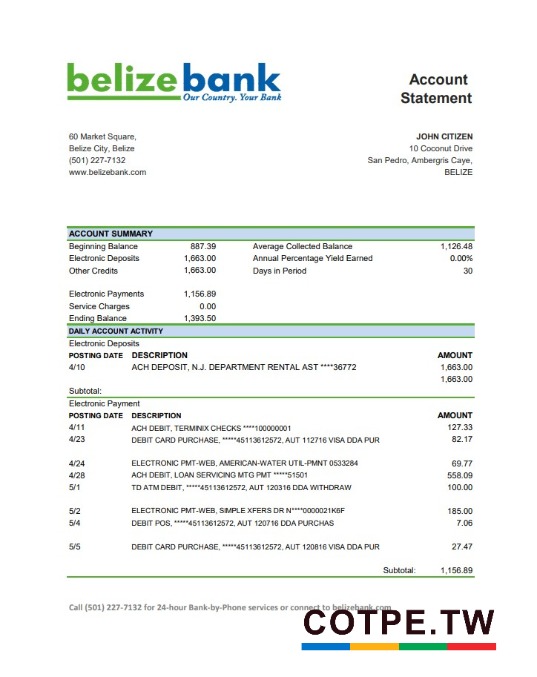 belizebank
Our Country. Your Bank
Account
Statement
60 Market Square,
Belize City, Belize
(501) 227-7132
www.belizebank.com
JOHN CITIZEN
10 Coconut Drive
San Pedro, Ambergris Caye,
BELIZE
ACCOUNT SUMMARY
Beginning Balance 887.39 Average Collected Balance 1,126.48
Electronic Deposits 1,663.00 Annual Percentage Yield Earned 0.00%
Other Credits 1,663.00 Days in Period 30
Electronic Payments 1,156.89
Service Charges 0.00
Ending Balance 1,393.50
DAILY ACCOUNT ACTIVITY
Electronic Deposits
POSTING DATE DESCRIPTION AMOUNT
4/10 ACH DEPOSIT, N.J. DEPARTMENT RENTAL AST ****36772 1,663.00
1,663.00
Subtotal:
Electronic Payment
POSTING DATE DESCRIPTION AMOUNT
4/11 ACH DEBIT, TERMINIX CHECKS ****100000001 127.33
4/23 DEBIT CARD PURCHASE, *****45113612572, AUT 112716 VISA DDA PUR 82.17
4/24 ELECTRONIC PMT-WEB, AMERICAN-WATER UTIL-PMNT 0533284 69.77
4/28 ACH DEBIT, LOAN SERVICING MTG PMT *****51501 558.09
5/1 TD ATM DEBIT, *****45113612572, AUT 120316 DDA WITHDRAW 100.00
5/2 ELECTRONIC PMT-WEB, SIMPLE XFERS DR N****0000021K6F 185.00
5/4 DEBIT POS, *****45113612572, AUT 120716 DDA PURCHAS 7.06
5/5 DEBIT CARD PURCHASE, *****45113612572, AUT 120816 VISA DDA PUR 27.47
Subtotal: 1,156.89
Call (501) 227-7132 for 24-hour Bank-by-Phone services or connect to belizebank.com
COTPE.TW